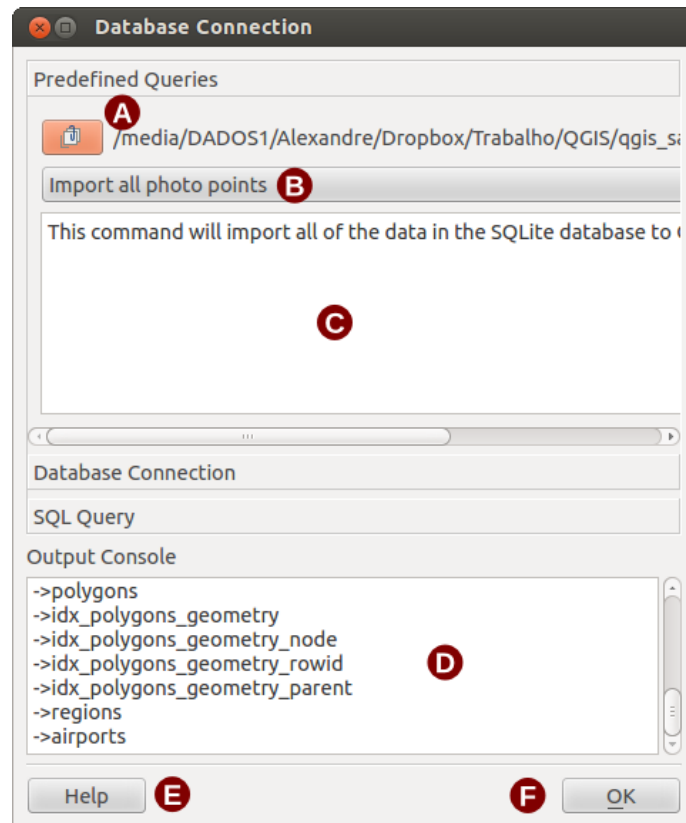 Database Connection
Predefined Queries
A
/media/DADOS1/Alexandre/Dropbox/Trabalho/QGIS/qgis_sa
Import all photo points B
This command will import all of the data in the SQLite database to
C
Database Connection
SQL Query
Output Console
->polygons
->idx_polygons_geometry
->idx_polygons_geometry_node
->idx_polygons_geometry_rowid
->idx_polygons_geometry_parent
->regions
->airports
D
Help E F OK